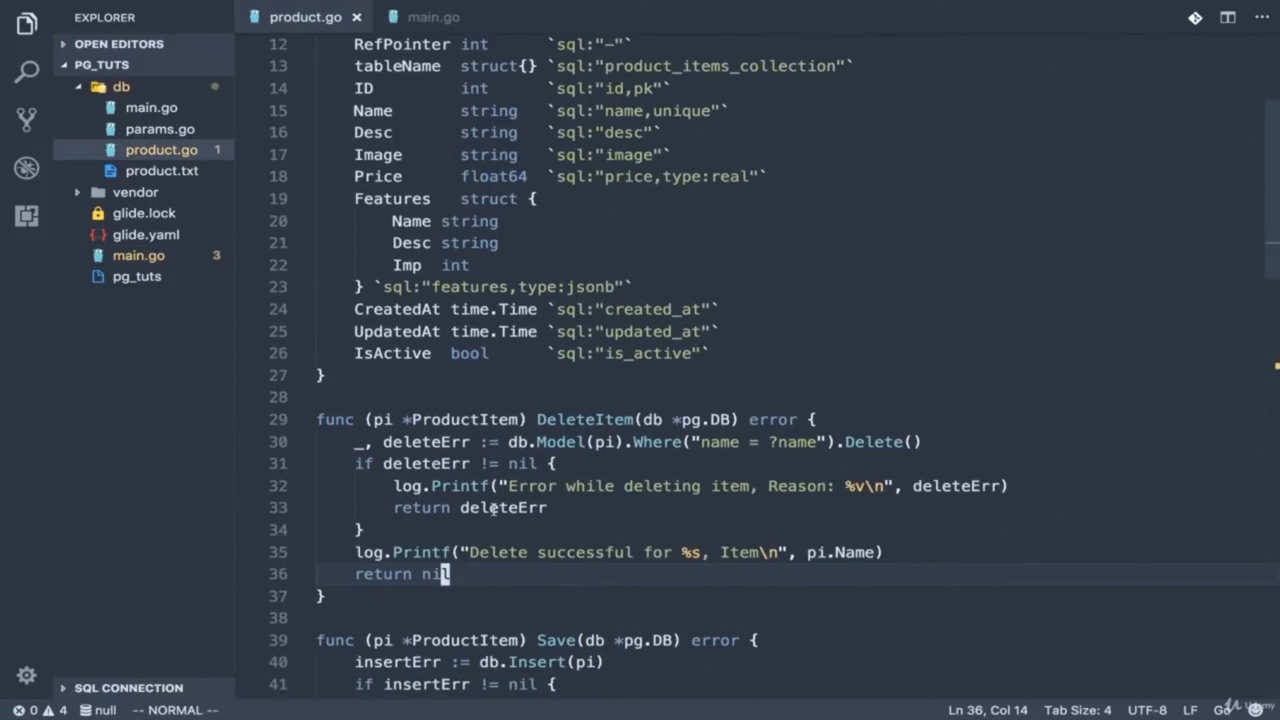 EXPLORER
product.go
main.go
OPEN EDITORS
PG_TUTS
db
main.go
params.go
product.go 1
product.txt
vendor
glide.lock
glide.yaml
main.go 3
pg_tuts
SQL CONNECTION
12 RefPointer int `sql:"-"`
13 tableName struct{} `sql:"product_items_collection"`
14 ID int `sql:"id,pk"`
15 Name string `sql:"name,unique"`
16 Desc string `sql:"desc"`
17 Image string `sql:"image"`
18 Price float64 `sql:"price,type:real"`
19 Features struct {
20 Name string
21 Desc string
22 Imp int
23 } `sql:"features,type:jsonb"`
24 CreatedAt time.Time `sql:"created_at"`
25 UpdatedAt time.Time `sql:"updated_at"`
26 IsActive bool `sql:"is_active"`
27 }
28
29 func (pi *ProductItem) DeleteItem(db *pg.DB) error {
30 _, deleteErr := db.Model(pi).Where("name = ?name").Delete()
31 if deleteErr != nil {
32 log.Printf("Error while deleting item, Reason: %v\n", deleteErr)
33 return deleteErr
34 }
35 log.Printf("Delete successful for %s, Item\n", pi.Name)
36 return nil
37 }
38
39 func (pi *ProductItem) Save(db *pg.DB) error {
40 insertErr := db.Insert(pi)
41 if insertErr != nil {
0 4 null -- NORMAL -- Ln 36, Col 14 Tab Size: 4 UTF-8 LF Go
Udemy